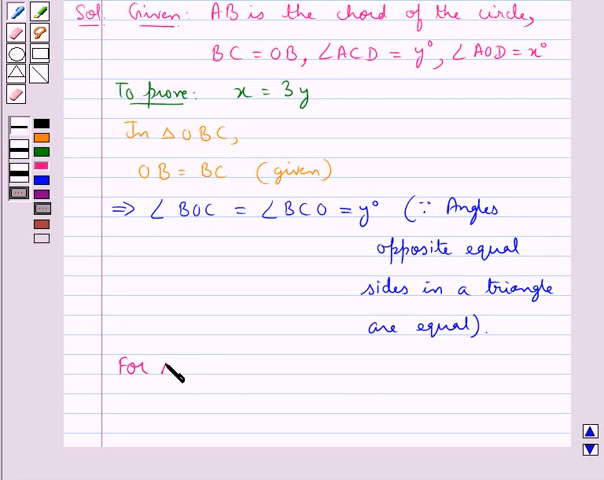 Sol Given: AB is the chord of the circle,
BC = OB, ∠ACD = y°, ∠AOD = x°
To prove: x = 3y
In △OBC,
OB = BC (given)
⇒ ∠BOC = ∠BCO = y° (∵ Angles
opposite equal
sides in a triangle
are equal).
For